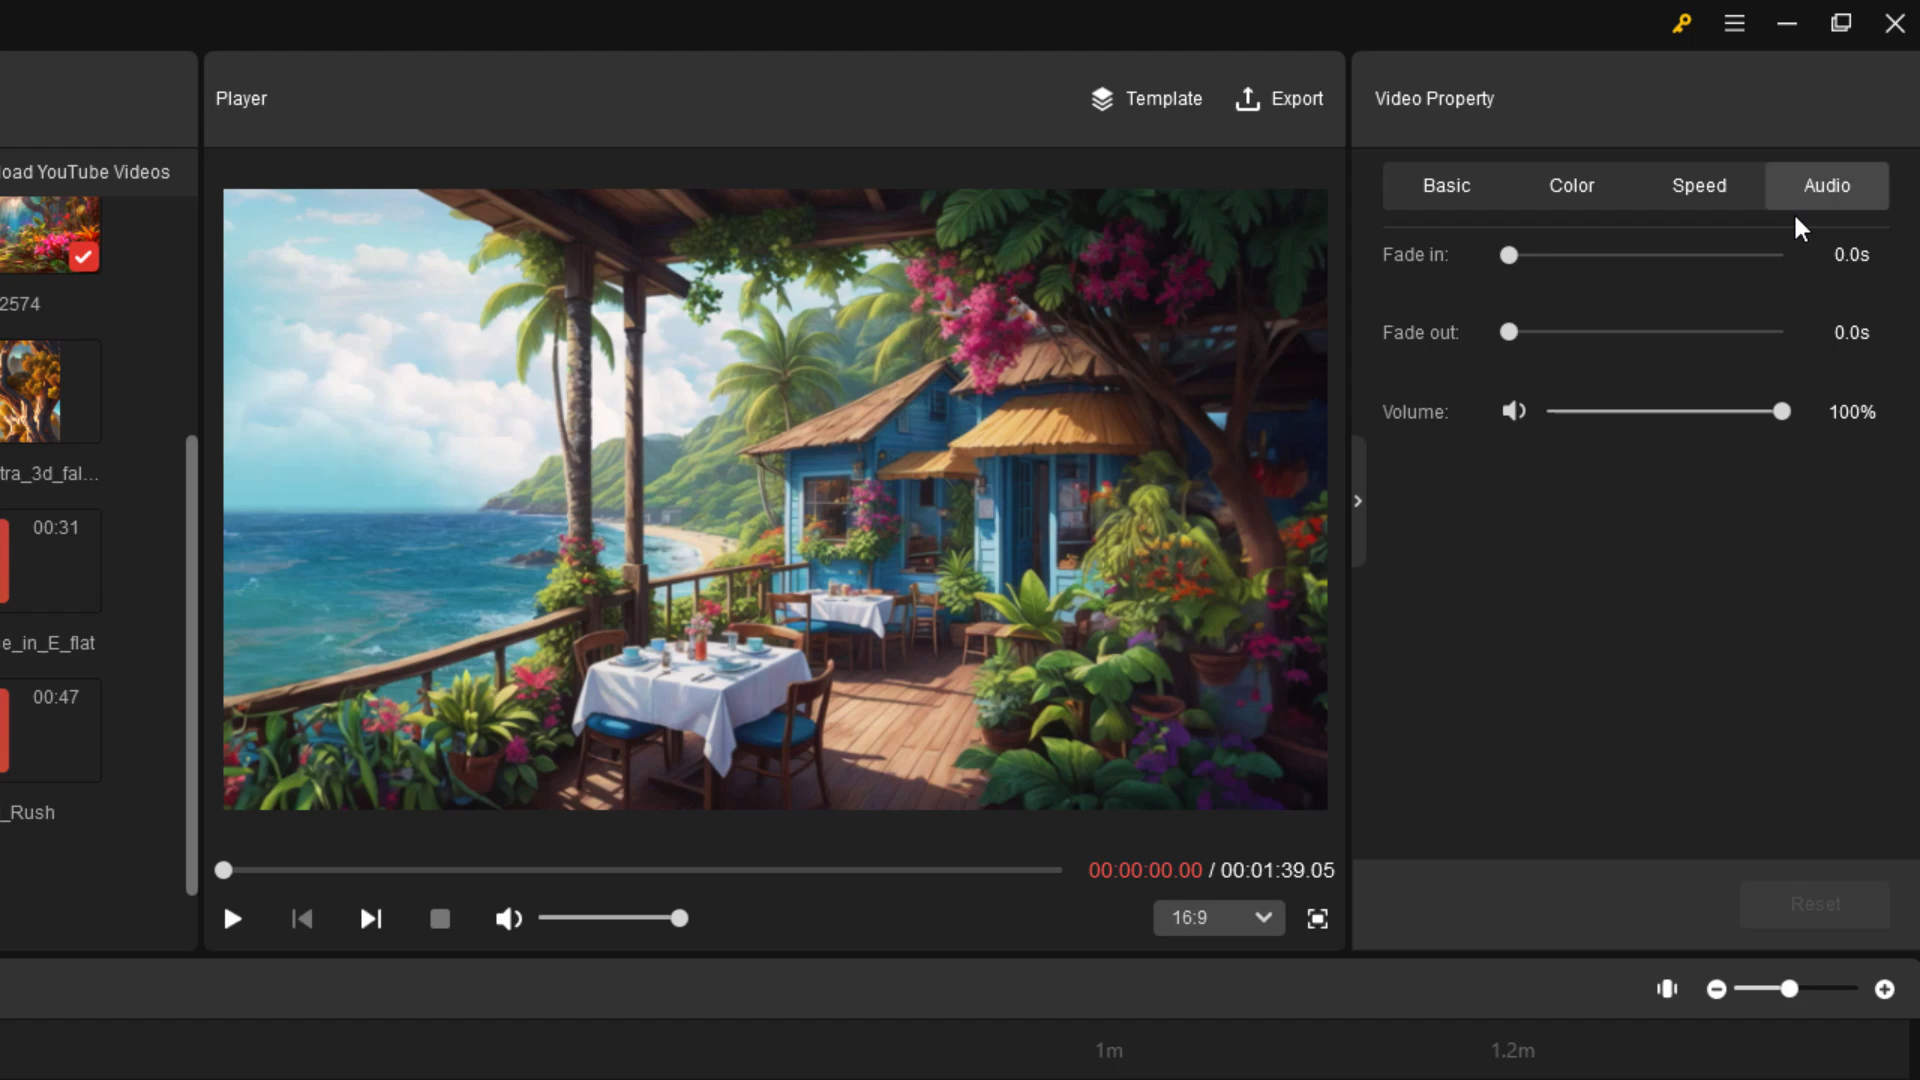 Player
Template
Export
Video Property
load YouTube Videos
Basic
Color
Speed
Audio
Fade in:
0.0s
2574
Fade out:
0.0s
Volume:
100%
tra_3d_fal...
00:31
e_in_E_flat
00:47
_Rush
00:00:00.00 / 00:01:39.05
16:9
Reset
1m
1.2m